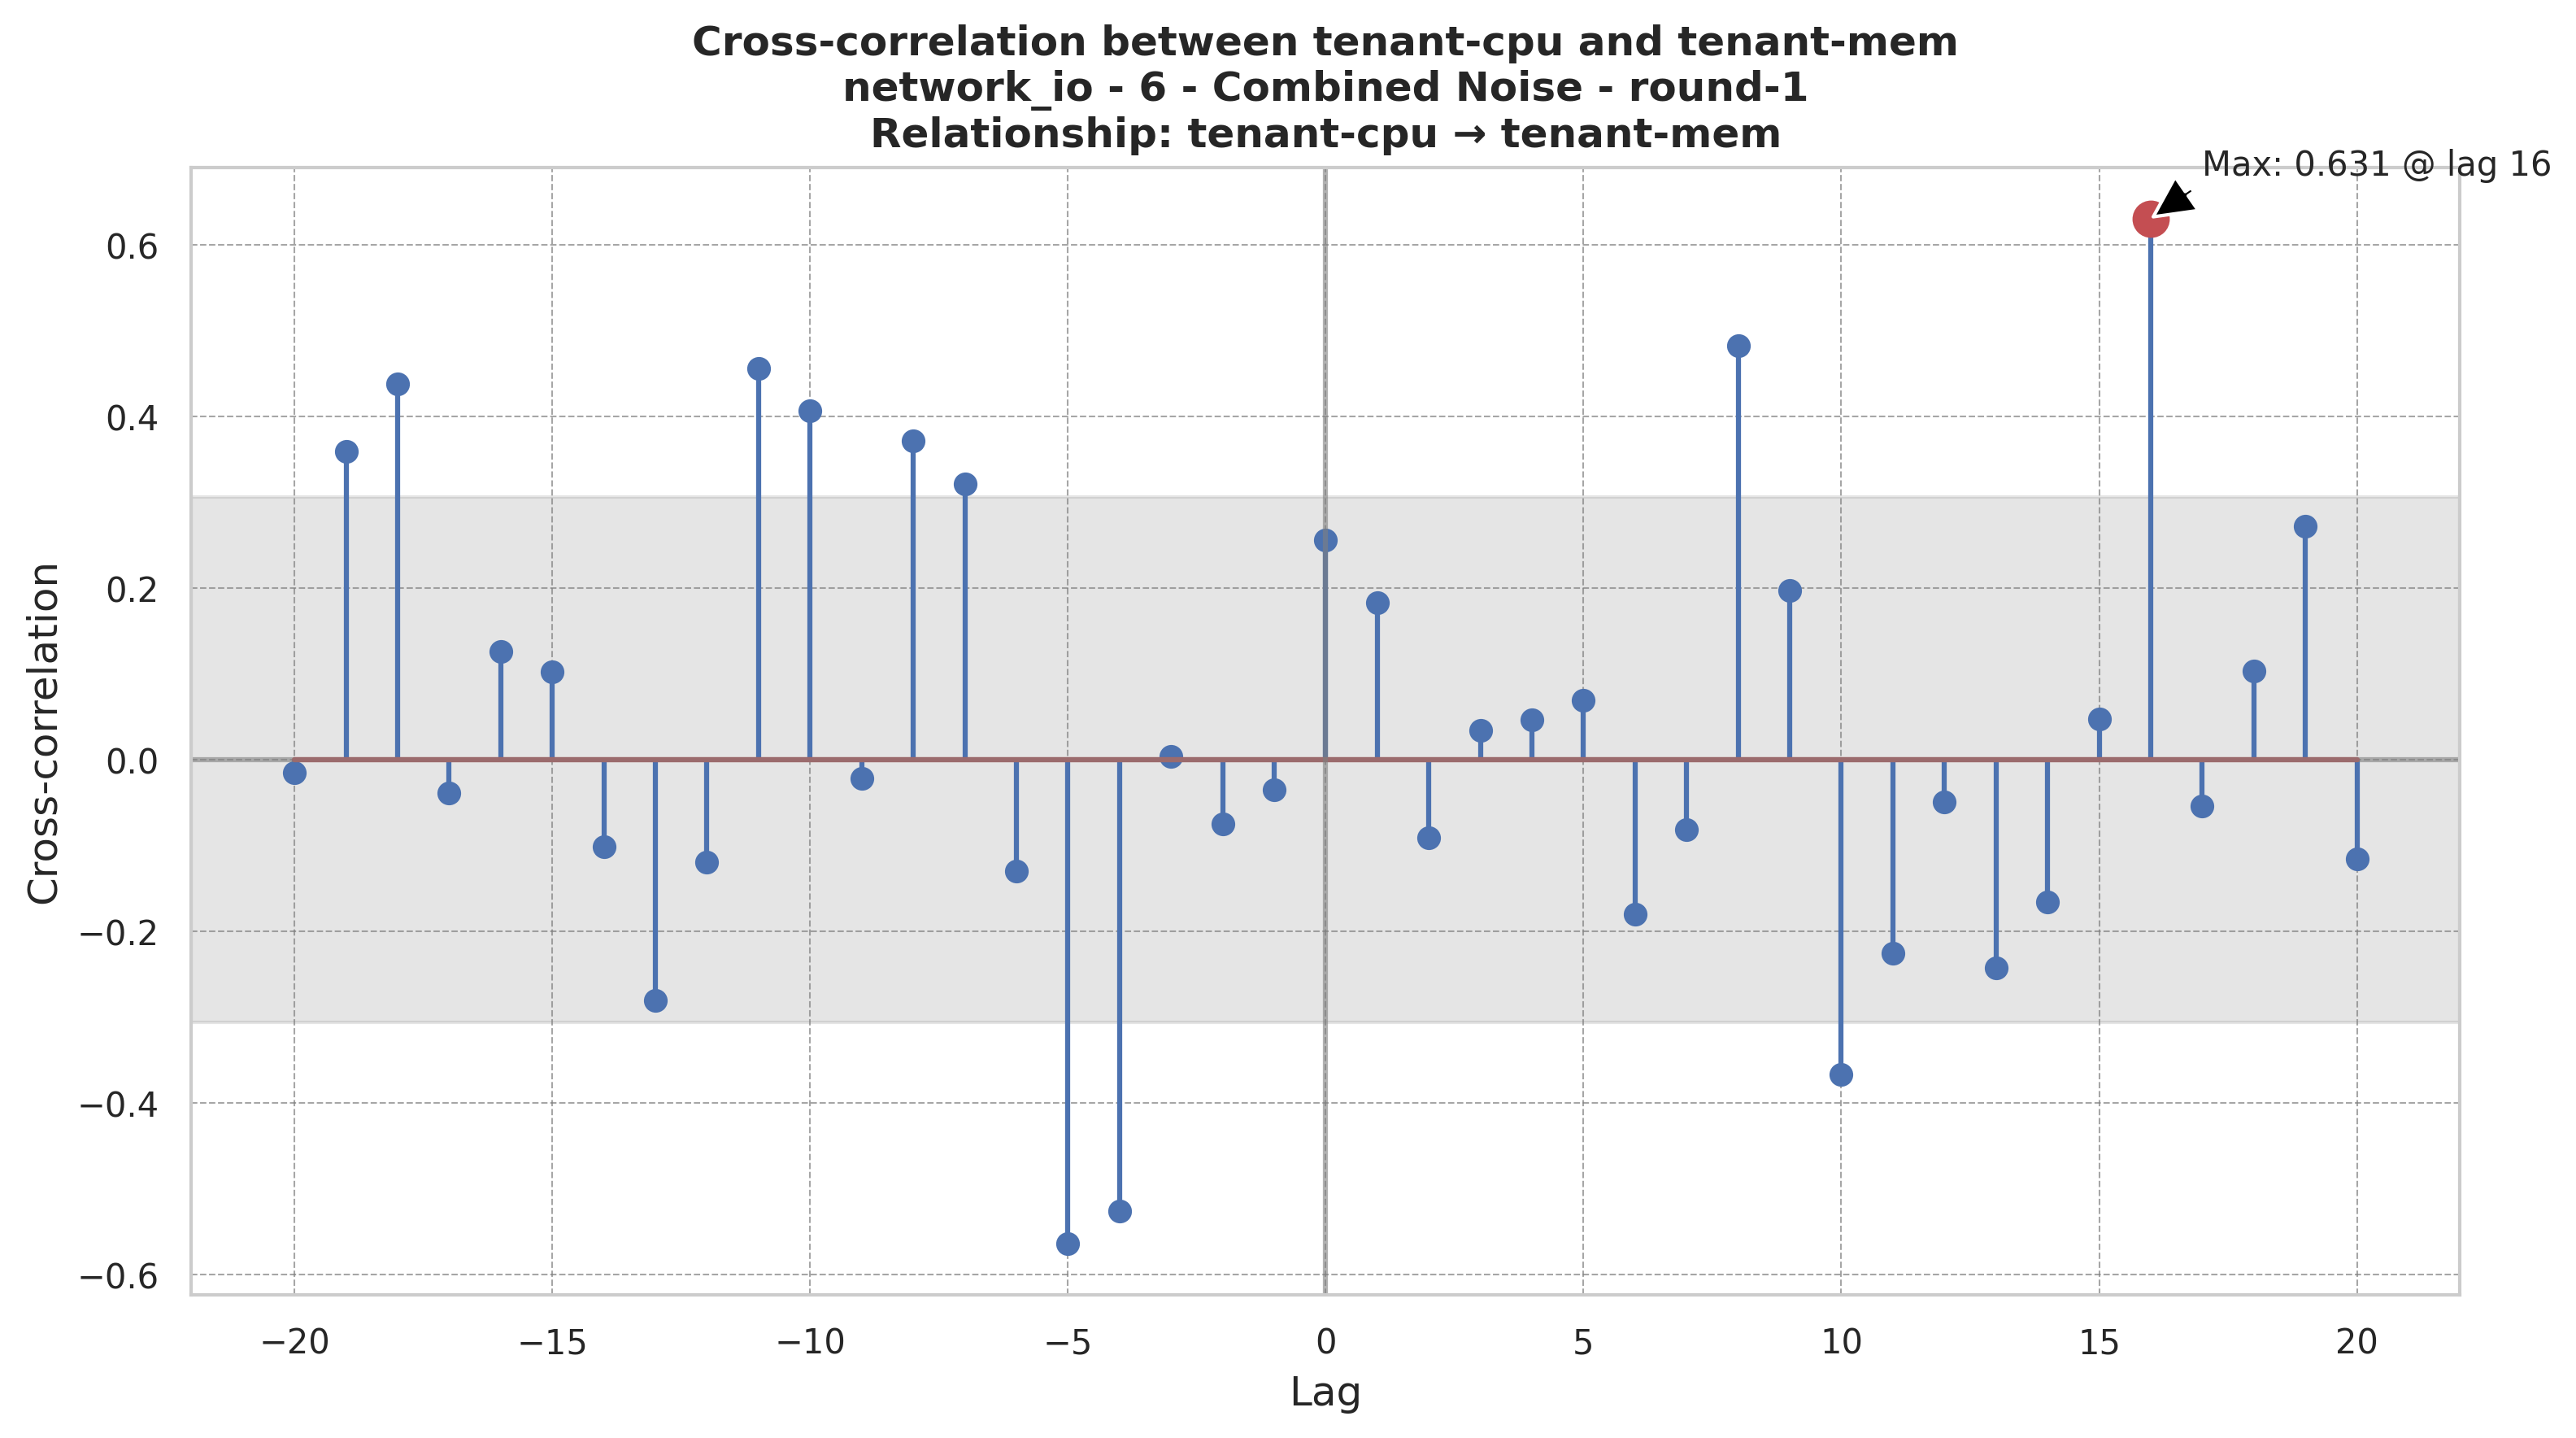 Cross-correlation between tenant-cpu and tenant-mem
network_io - 6 - Combined Noise - round-1
Relationship: tenant-cpu → tenant-mem
Max: 0.631 @ lag 16
Cross-correlation
0.6
0.4
0.2
0.0
−0.2
−0.4
−0.6
−20 −15 −10 −5 0 5 10 15 20
Lag